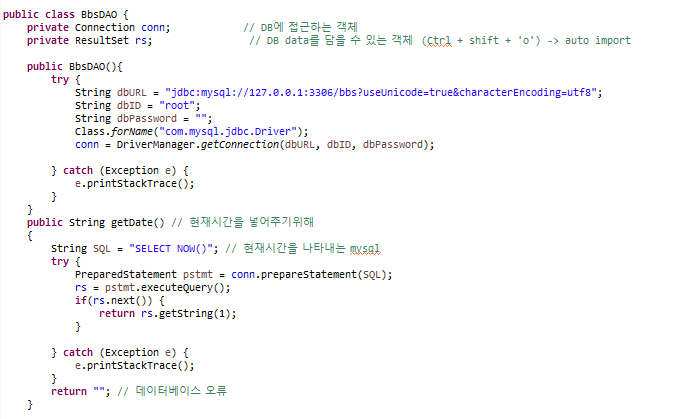 public class BbsDAO {
    private Connection conn;            // DB에 접근하는 객체
    private ResultSet rs;                // DB data를 담을 수 있는 객체  (Ctrl + shift + 'o') -> auto import
    public BbsDAO(){
        try {
            String dbURL = "jdbc:mysql://127.0.0.1:3306/bbs?useUnicode=true&characterEncoding=utf8";
            String dbID = "root";
            String dbPassword = "";
            Class.forName("com.mysql.jdbc.Driver");
            conn = DriverManager.getConnection(dbURL, dbID, dbPassword);
        } catch (Exception e) {
            e.printStackTrace();
        }
    }
    public String getDate() // 현재시간을 넣어주기위해
    {
        String SQL = "SELECT NOW()"; // 현재시간을 나타내는 mysql
        try {
            PreparedStatement pstmt = conn.prepareStatement(SQL);
            rs = pstmt.executeQuery();
            if(rs.next()) {
                return rs.getString(1);
            }
        } catch (Exception e) {
            e.printStackTrace();
        }
        return ""; // 데이터베이스 오류
    }